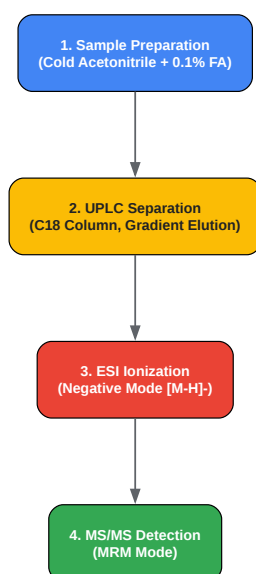 1. Sample Preparation
(Cold Acetonitrile + 0.1% FA)
2. UPLC Separation
(C18 Column, Gradient Elution)
3. ESI Ionization
(Negative Mode [M-H]-)
4. MS/MS Detection
(MRM Mode)